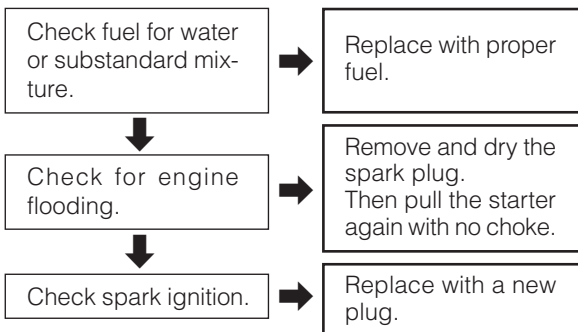 Check fuel for water
or substandard mix-
ture.
Replace with proper
fuel.
Check for engine
flooding.
Remove and dry the
spark plug.
Then pull the starter
again with no choke.
Check spark ignition.
Replace with a new
plug.